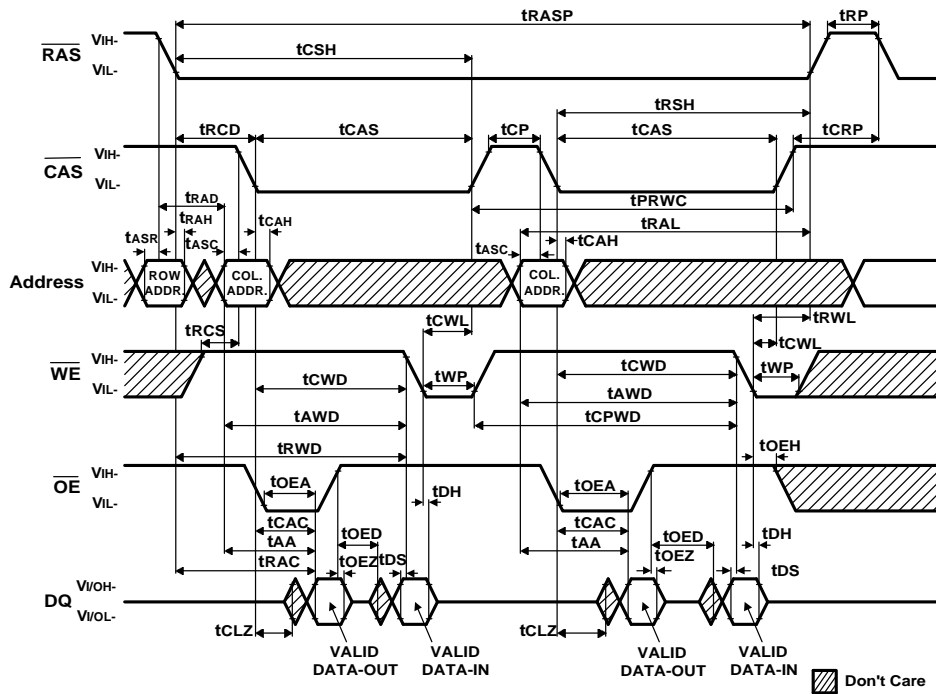 tRASP
tRP
RAS
VIH-
VIL-
tCSH
tRSH
tRCD
tCAS
tCP
tCAS
tCRP
CAS
VIH-
VIL-
tPRWC
tRAD
tRAL
tRAH
tCAH
tASR
tASC
tASC
tCAH
Address
VIH-
VIL-
ROW
ADDR.
COL.
ADDR.
COL.
ADDR.
tRCS
tCWL
tRWL
tCWL
WE
VIH-
VIL-
tCWD
tWP
tCWD
tWP
tAWD
tAWD
tCPWD
tRWD
tOEH
OE
VIH-
VIL-
tOEA
tDH
tOEA
tCAC
tOED
tCAC
tOED
tDH
tAA
tAA
tRAC
tOEZ
tDS
tOEZ
tDS
DQ
VI/OH-
VI/OL-
tCLZ
tCLZ
VALID
DATA-OUT
VALID
DATA-IN
VALID
DATA-OUT
VALID
DATA-IN
Don't Care